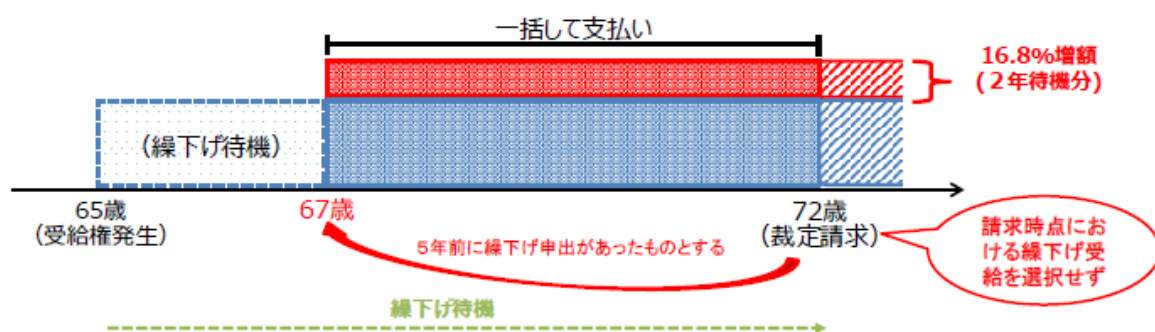 一括して支払い
16.8%増額
(２年待機分)
(繰下げ待機)
65歳
(受給権発生)
67歳
72歳
(裁定請求)
５年前に繰下げ申出があったものとする
請求時点にお
ける繰下げ受
給を選択せず
繰下げ待機